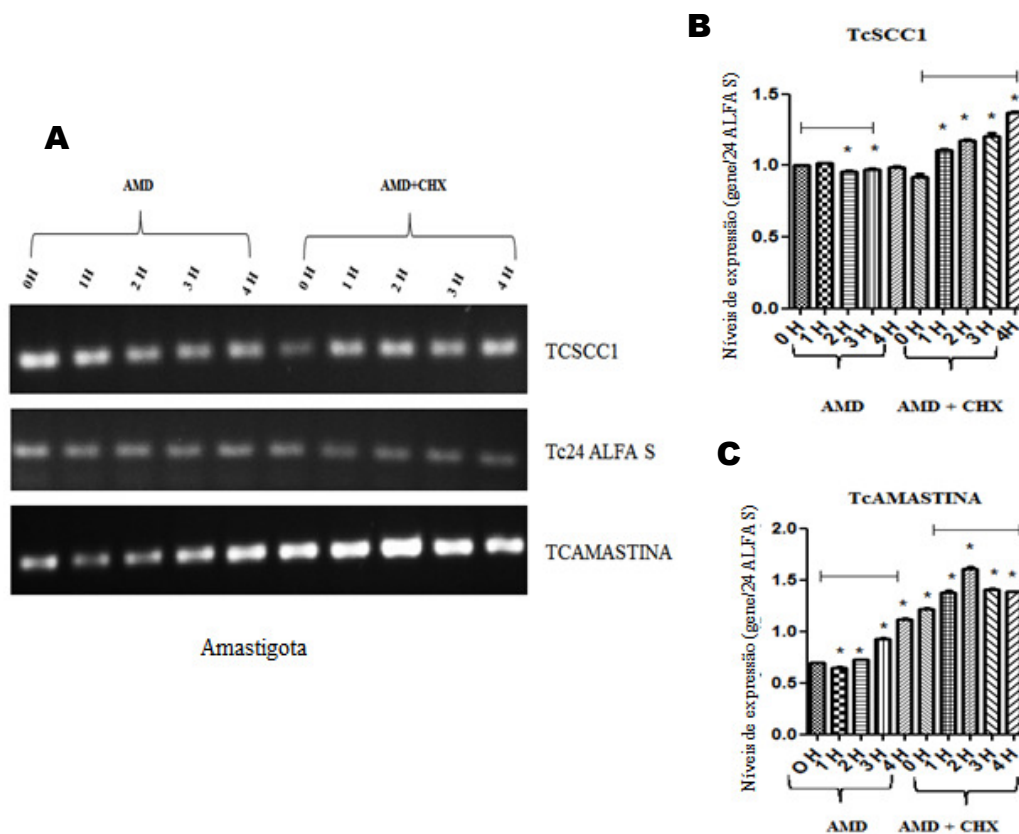 A
AMD
AMD+CHX
0H 1H 2 H 3 H 4 H 0 H 1 H 2 H 3 H 4 H
TCSCC1
Tc24 ALFA S
TCAMASTINA
Amastigota
B
TcSCC1
Níveis de expressão (gene/24 ALFA S)
1.5
1.0
0.5
0.0
* * * * * *
0 H 1 H 2 H 3 H 4 H 0 H 1 H 2 H 3 H 4H
AMD
AMD + CHX
C
TcAMASTINA
Níveis de expressão (gene/24 ALFA S)
2.0
1.5
1.0
0.5
0.0
* * * * * * * * *
O H 1 H 2 H 3 H 4 H 0 H 1 H 2 H 3 H 4 H
AMD
AMD + CHX